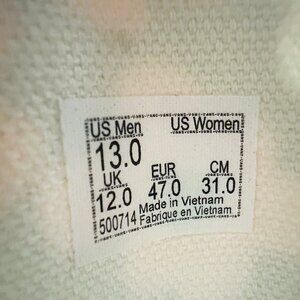 US Men US Women
13.0
UK EUR CM
12.0 47.0 31.0
Made in Vietnam
500714 Fabrique en Vietnam